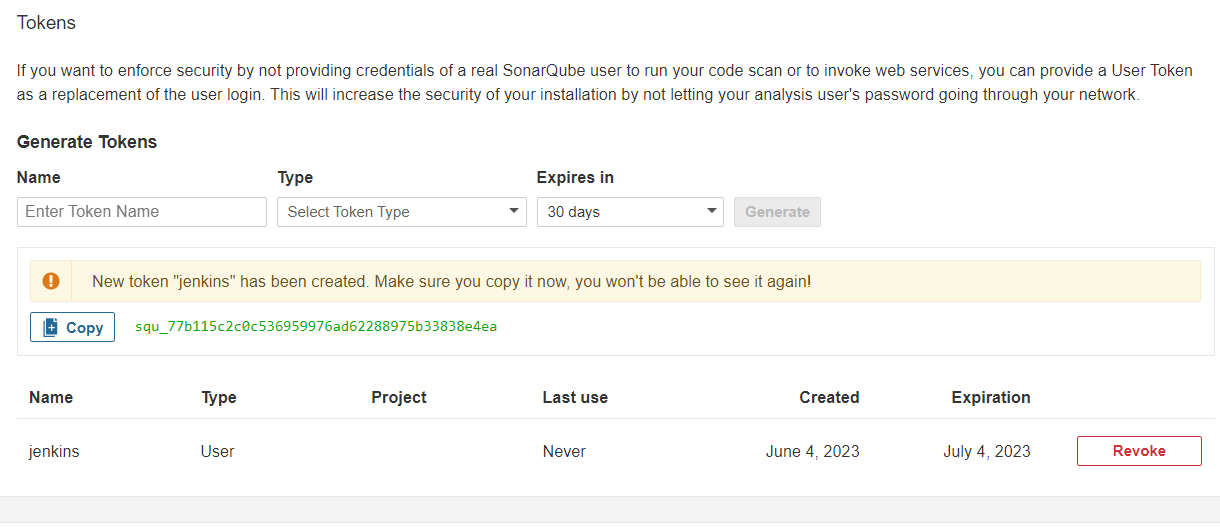 Tokens
If you want to enforce security by not providing credentials of a real SonarQube user to run your code scan or to invoke web services, you can provide a User Token
as a replacement of the user login. This will increase the security of your installation by not letting your analysis user's password going through your network.
Generate Tokens
Name Type Expires in
Enter Token Name Select Token Type 30 days Generate
New token "jenkins" has been created. Make sure you copy it now, you won't be able to see it again!
Copy squ_77b115c2c0c536959976ad62288975b33838e4ea
Name Type Project Last use Created Expiration
jenkins User Never June 4, 2023 July 4, 2023 Revoke